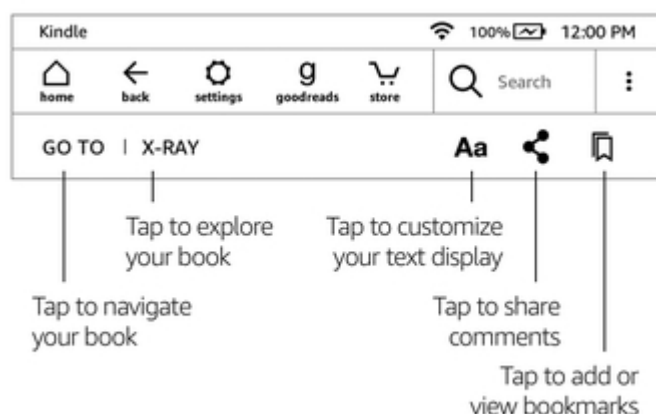 Kindle 100% 12:00 PM
home back settings goodreads store Search
GO TO | X-RAY Aa
Tap to explore
your book
Tap to customize
your text display
Tap to navigate
your book
Tap to share
comments
Tap to add or
view bookmarks